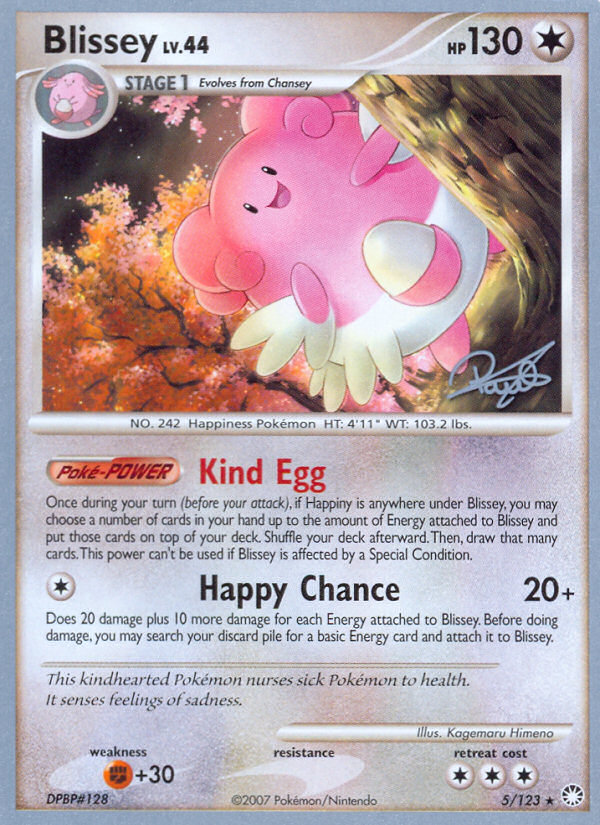 Blissey LV.44 HP 130
STAGE 1 Evolves from Chansey
NO. 242 Happiness Pokémon HT: 4'11" WT: 103.2 lbs.
Poké-POWER Kind Egg
Once during your turn (before your attack), if Happiny is anywhere under Blissey, you may
choose a number of cards in your hand up to the amount of Energy attached to Blissey and
put those cards on top of your deck. Shuffle your deck afterward. Then, draw that many
cards. This power can't be used if Blissey is affected by a Special Condition.
Happy Chance 20+
Does 20 damage plus 10 more damage for each Energy attached to Blissey. Before doing
damage, you may search your discard pile for a basic Energy card and attach it to Blissey.
This kindhearted Pokémon nurses sick Pokémon to health.
It senses feelings of sadness.
Illus. Kagemaru Himeno
weakness resistance retreat cost
+30
DPBP#128 ©2007 Pokémon/Nintendo 5/123 ★